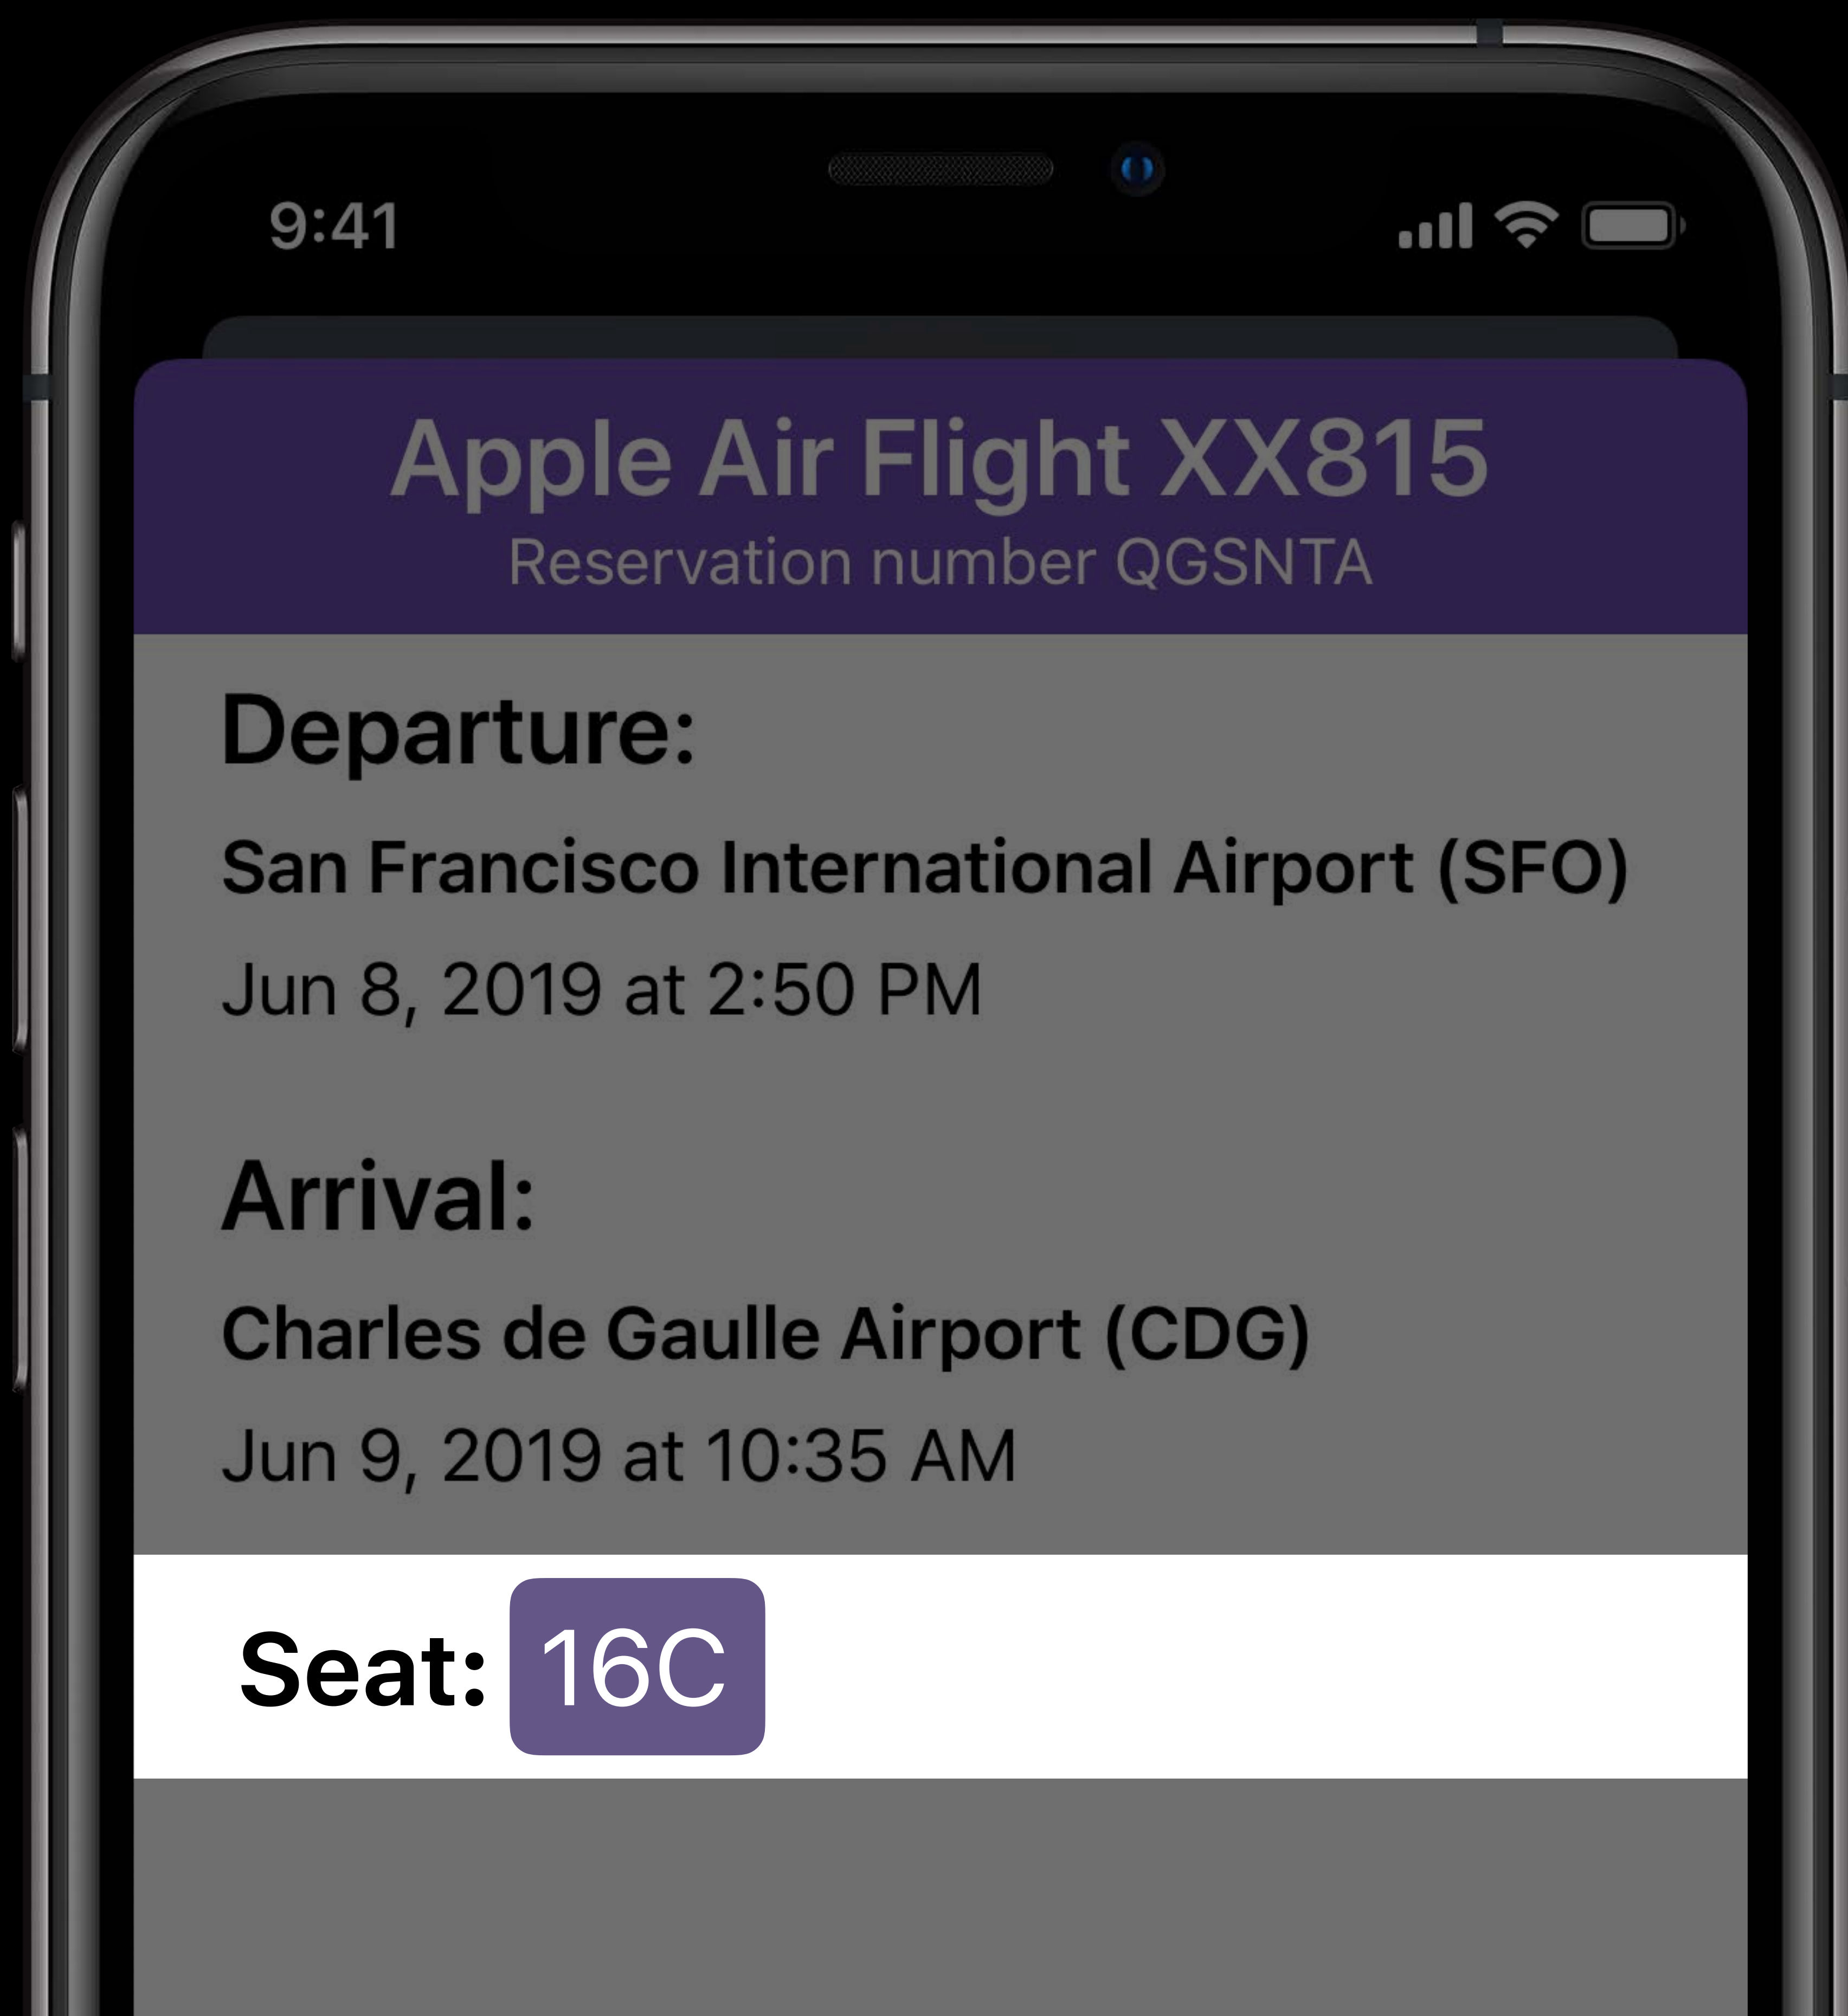 9:41
Apple Air Flight XX815
Reservation number QGSNTA
Departure:
San Francisco International Airport (SFO)
Jun 8, 2019 at 2:50 PM
Arrival:
Charles de Gaulle Airport (CDG)
Jun 9, 2019 at 10:35 AM
Seat: 16C